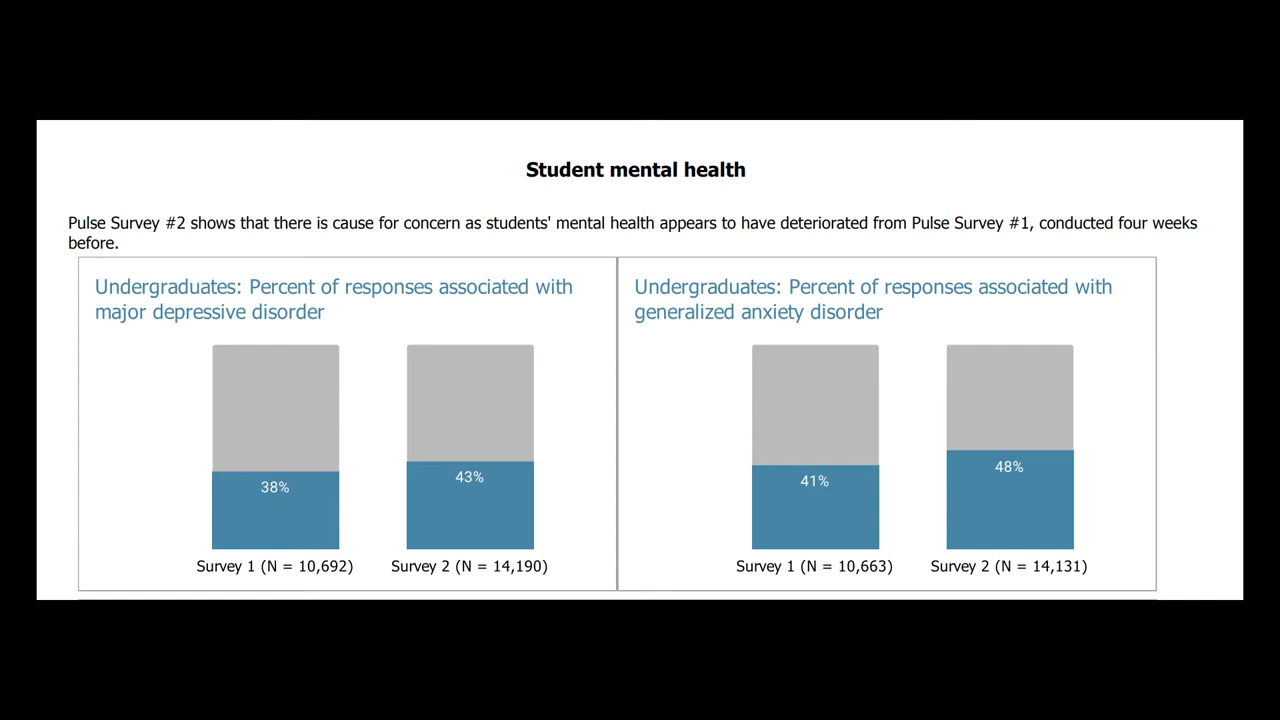 Student mental health
Pulse Survey #2 shows that there is cause for concern as students' mental health appears to have deteriorated from Pulse Survey #1, conducted four weeks
before.
Undergraduates: Percent of responses associated with
major depressive disorder
38%
43%
Survey 1 (N = 10,692)
Survey 2 (N = 14,190)
Undergraduates: Percent of responses associated with
generalized anxiety disorder
41%
48%
Survey 1 (N = 10,663)
Survey 2 (N = 14,131)